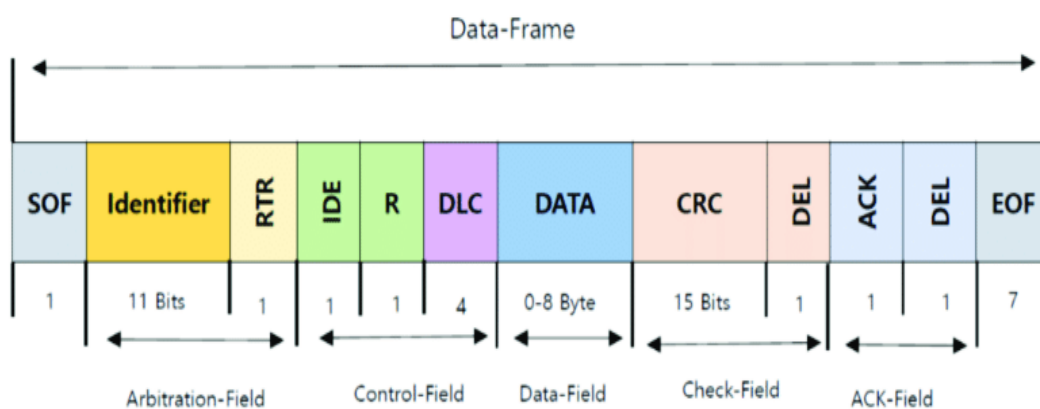 Data-Frame
SOF Identifier RTR IDE R DLC DATA CRC DEL ACK DEL EOF
1 11 Bits 1 1 1 4 0-8 Byte 15 Bits 1 1 1 7
Arbitration-Field Control-Field Data-Field Check-Field ACK-Field